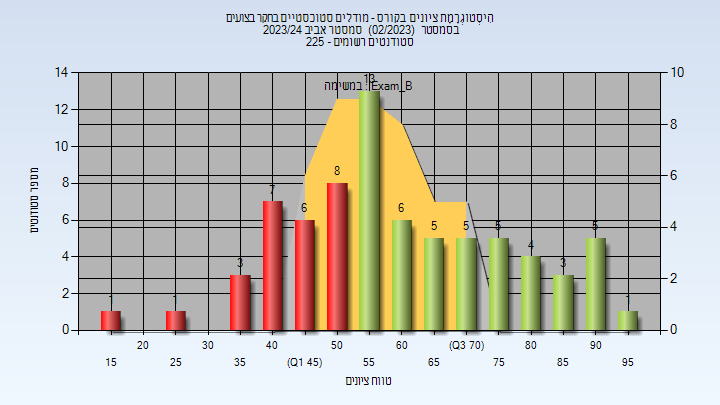 היסטוגרמת ציונים בקורס - מודלים סטוכסטיים בחקר ביצועים
בסמסטר (02/2023) סמסטר אביב 2023/24
סטודנטים רשומים - 225
במשימה: Exam_B
14 12 10 8 6 4 2 0
10 8 6 4 2 0
1 1 3 7 6 8 13 6 5 5 5 4 3 5 1
20 30 40 50 60 (Q3 70) 80 90
15 25 35 (Q1 45) 55 65 75 85 95
מספר סטודנטים
טווח ציונים